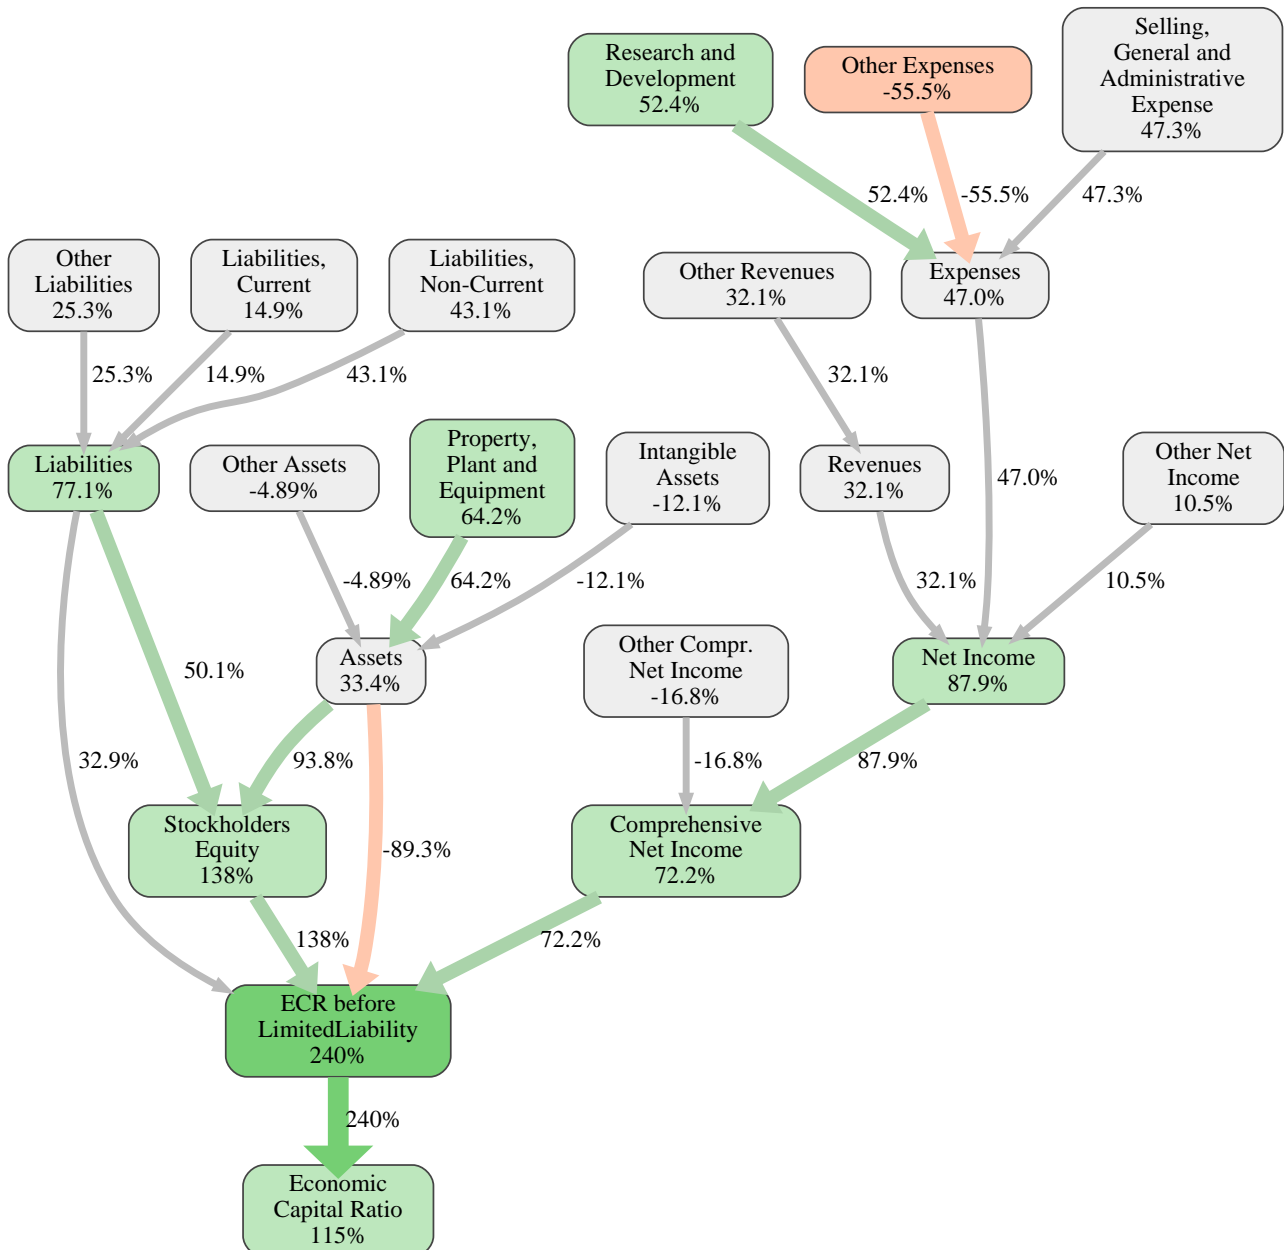 Research and
Development
52.4%
Other Expenses
-55.5%
Selling,
General and
Administrative
Expense
47.3%
52.4%
-55.5%
47.3%
Other
Liabilities
25.3%
Liabilities,
Current
14.9%
Liabilities,
Non-Current
43.1%
Other Revenues
32.1%
Expenses
47.0%
25.3%
14.9%
43.1%
32.1%
Liabilities
77.1%
Other Assets
-4.89%
Property,
Plant and
Equipment
64.2%
Intangible
Assets
-12.1%
Revenues
32.1%
47.0%
Other Net
Income
10.5%
-4.89%
64.2%
-12.1%
32.1%
10.5%
50.1%
Assets
33.4%
Other Compr.
Net Income
-16.8%
Net Income
87.9%
32.9%
93.8%
-16.8%
87.9%
Stockholders
Equity
138%
-89.3%
Comprehensive
Net Income
72.2%
138%
72.2%
ECR before
LimitedLiability
240%
240%
Economic
Capital Ratio
115%